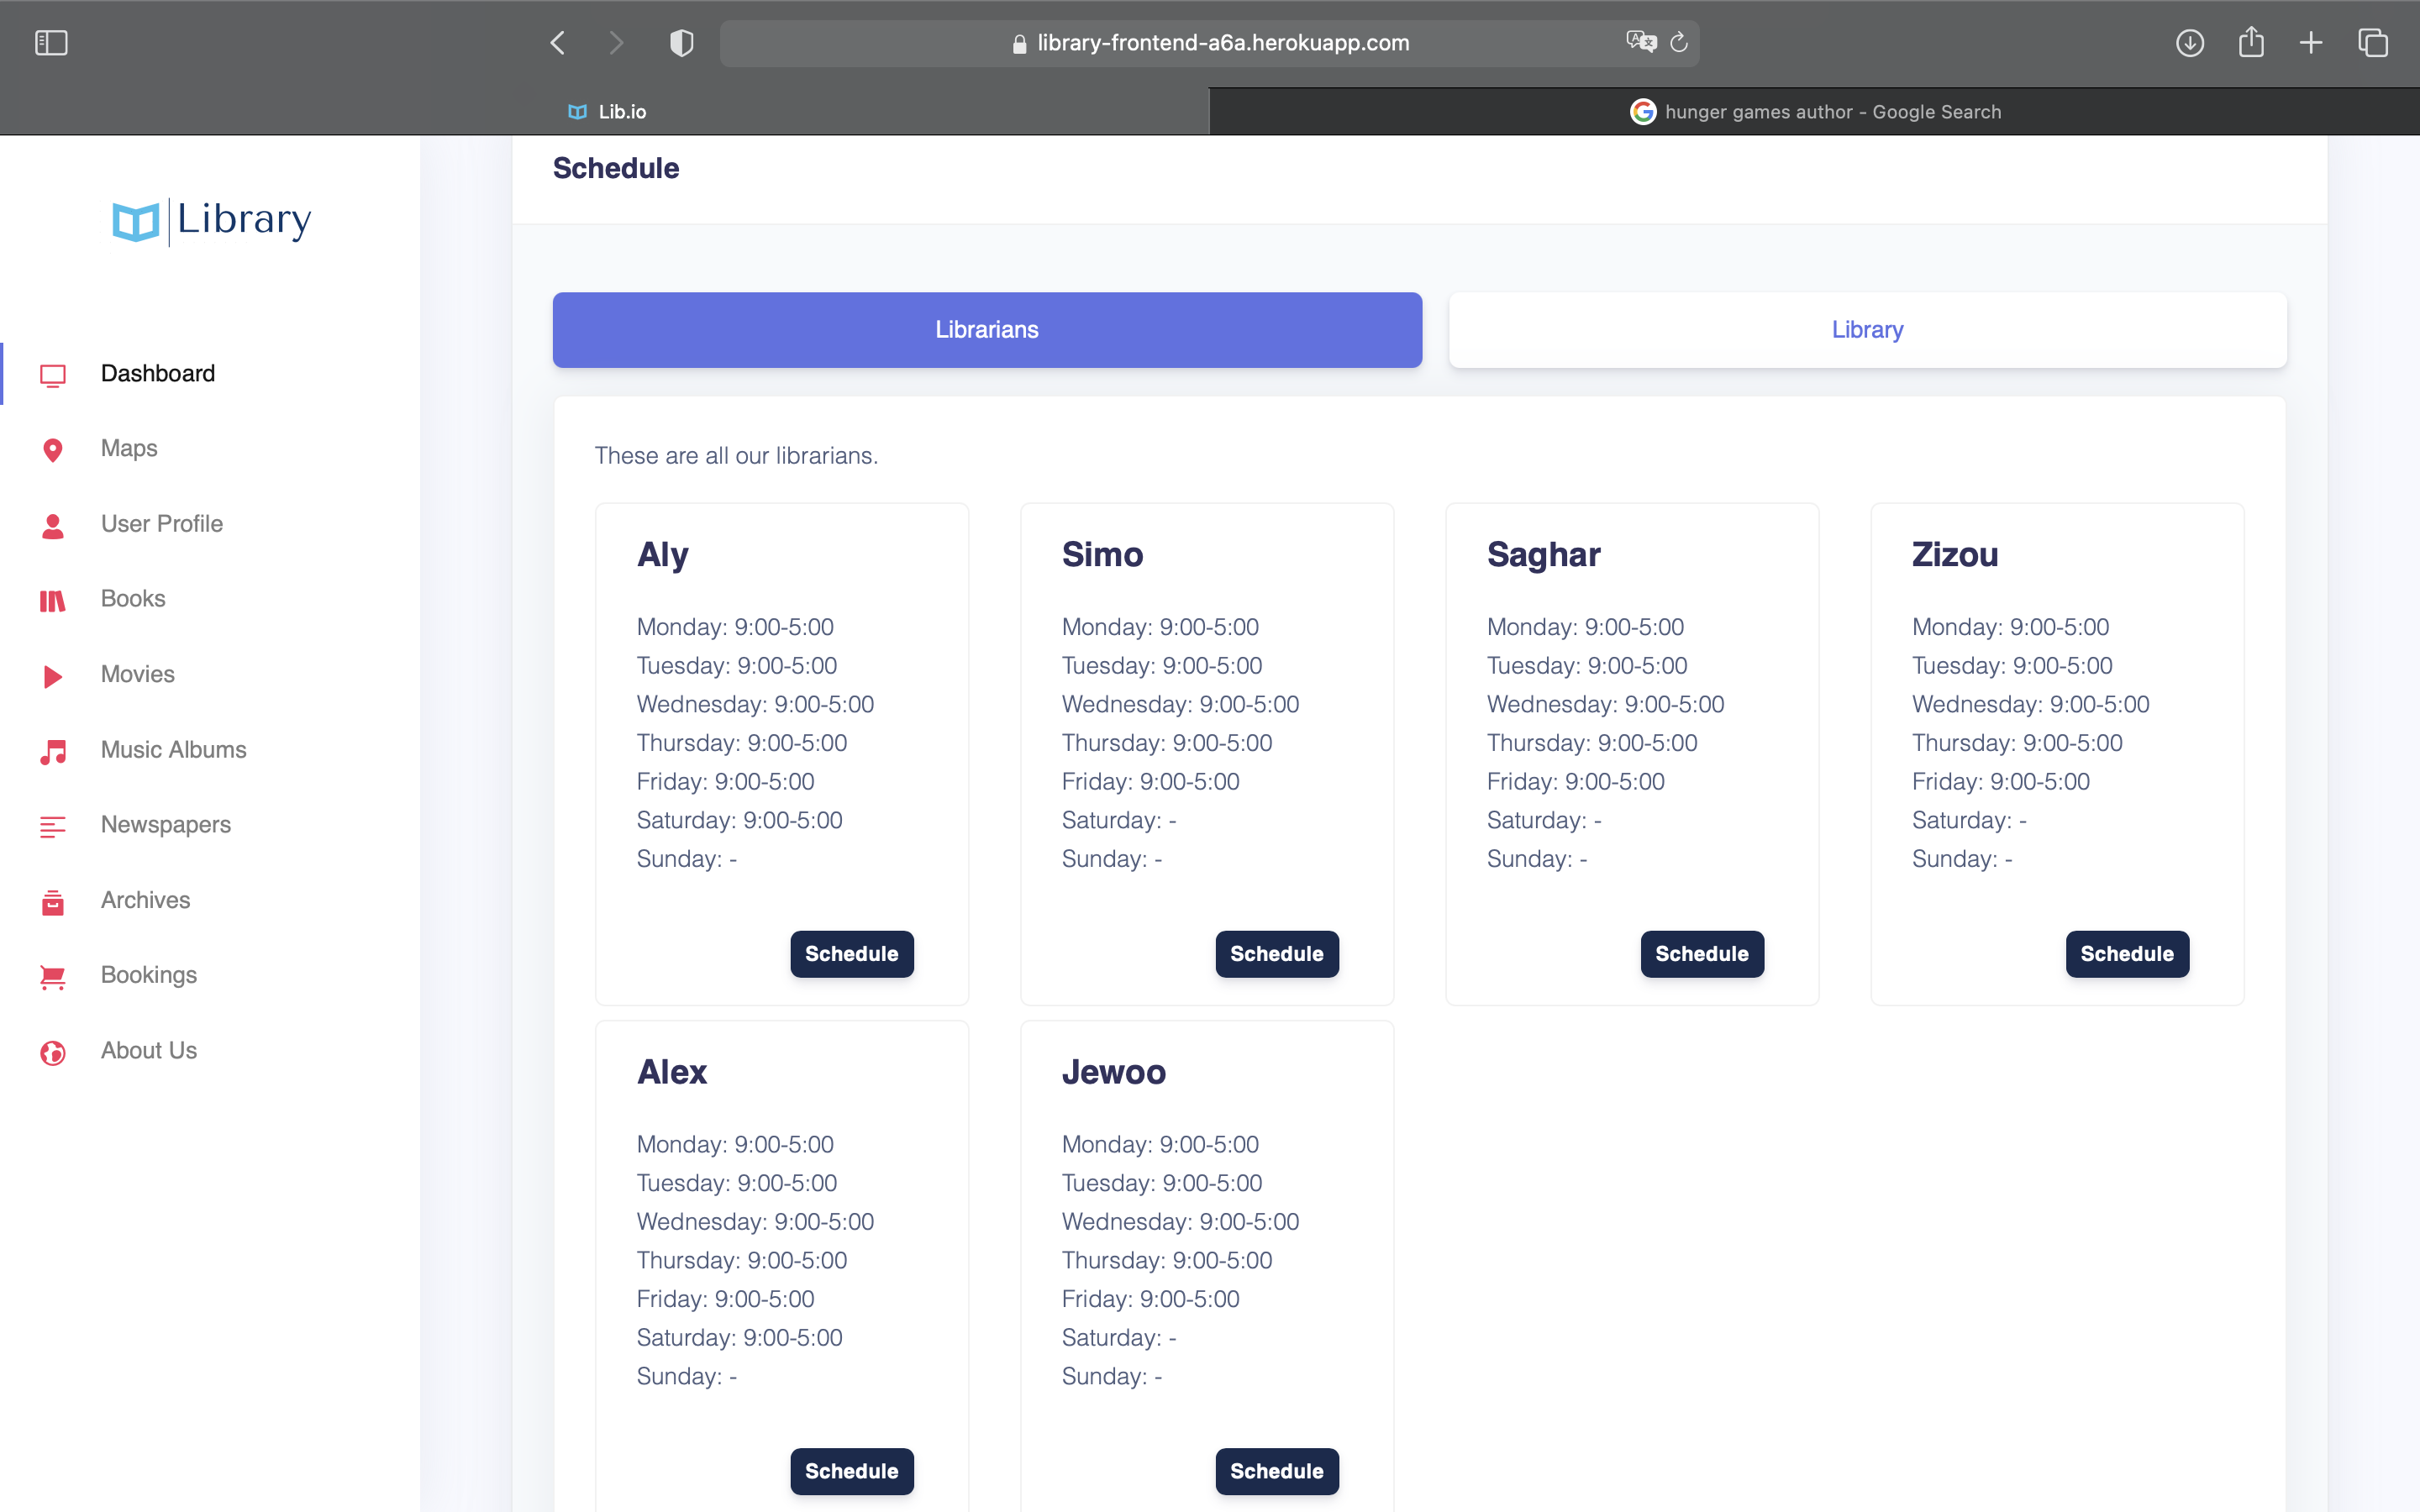 library-frontend-a6a.herokuapp.com
Lib.io
hunger games author - Google Search
Library
Dashboard
Maps
User Profile
Books
Movies
Music Albums
Newspapers
Archives
Bookings
About Us
Schedule
Librarians
Library
These are all our librarians.
Aly
Monday: 9:00-5:00
Tuesday: 9:00-5:00
Wednesday: 9:00-5:00
Thursday: 9:00-5:00
Friday: 9:00-5:00
Saturday: 9:00-5:00
Sunday: -
Schedule
Simo
Monday: 9:00-5:00
Tuesday: 9:00-5:00
Wednesday: 9:00-5:00
Thursday: 9:00-5:00
Friday: 9:00-5:00
Saturday: -
Sunday: -
Schedule
Saghar
Monday: 9:00-5:00
Tuesday: 9:00-5:00
Wednesday: 9:00-5:00
Thursday: 9:00-5:00
Friday: 9:00-5:00
Saturday: -
Sunday: -
Schedule
Zizou
Monday: 9:00-5:00
Tuesday: 9:00-5:00
Wednesday: 9:00-5:00
Thursday: 9:00-5:00
Friday: 9:00-5:00
Saturday: -
Sunday: -
Schedule
Alex
Monday: 9:00-5:00
Tuesday: 9:00-5:00
Wednesday: 9:00-5:00
Thursday: 9:00-5:00
Friday: 9:00-5:00
Saturday: 9:00-5:00
Sunday: -
Schedule
Jewoo
Monday: 9:00-5:00
Tuesday: 9:00-5:00
Wednesday: 9:00-5:00
Thursday: 9:00-5:00
Friday: 9:00-5:00
Saturday: -
Sunday: -
Schedule